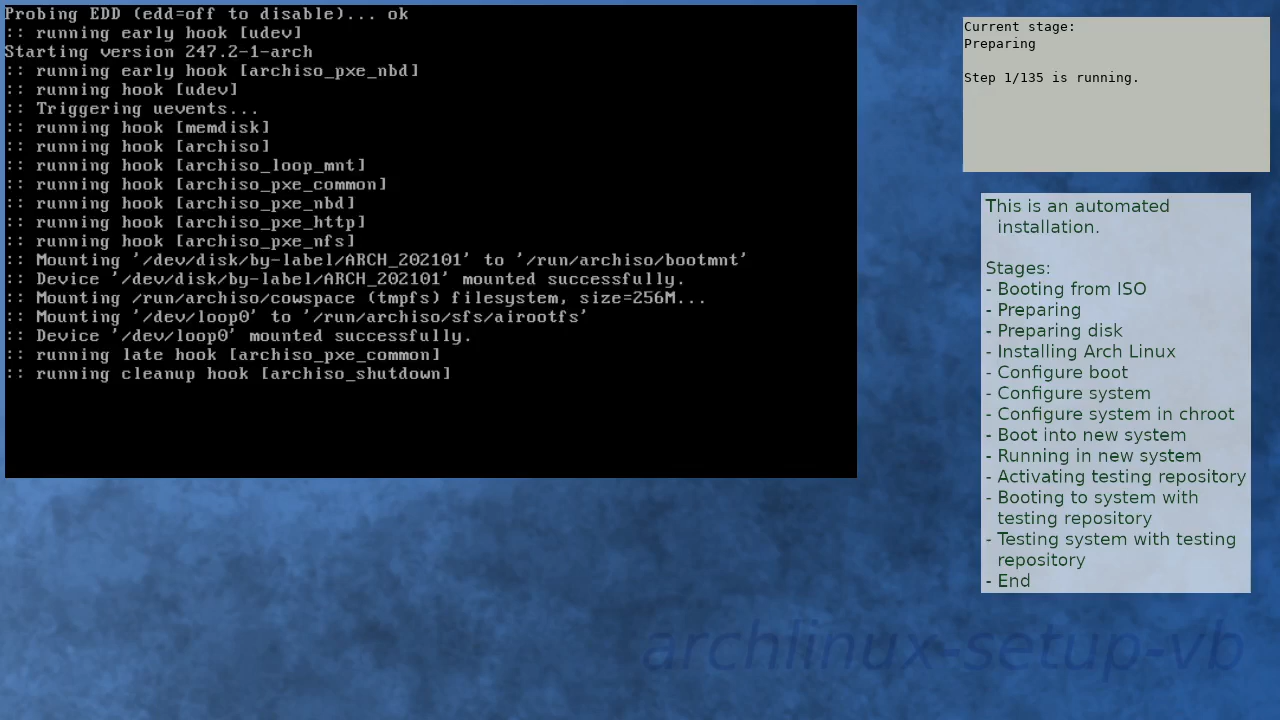 Probing EDD (edd=off to disable)... ok
:: running early hook [udev]
Starting version 247.2-1-arch
:: running early hook [archiso_pxe_nbd]
:: running hook [udev]
:: Triggering uevents...
:: running hook [memdisk]
:: running hook [archiso]
:: running hook [archiso_loop_mnt]
:: running hook [archiso_pxe_common]
:: running hook [archiso_pxe_nbd]
:: running hook [archiso_pxe_http]
:: running hook [archiso_pxe_nfs]
:: Mounting '/dev/disk/by-label/ARCH_202101' to '/run/archiso/bootmnt'
:: Device '/dev/disk/by-label/ARCH_202101' mounted successfully.
:: Mounting /run/archiso/cowspace (tmpfs) filesystem, size=256M...
:: Mounting '/dev/loop0' to '/run/archiso/sfs/airootfs'
:: Device '/dev/loop0' mounted successfully.
:: running late hook [archiso_pxe_common]
:: running cleanup hook [archiso_shutdown]
Current stage:
Preparing
Step 1/135 is running.
This is an automated
installation.
Stages:
- Booting from ISO
- Preparing
- Preparing disk
- Installing Arch Linux
- Configure boot
- Configure system
- Configure system in chroot
- Boot into new system
- Running in new system
- Activating testing repository
- Booting to system with
testing repository
- Testing system with testing
repository
- End
archlinux-setup-vb